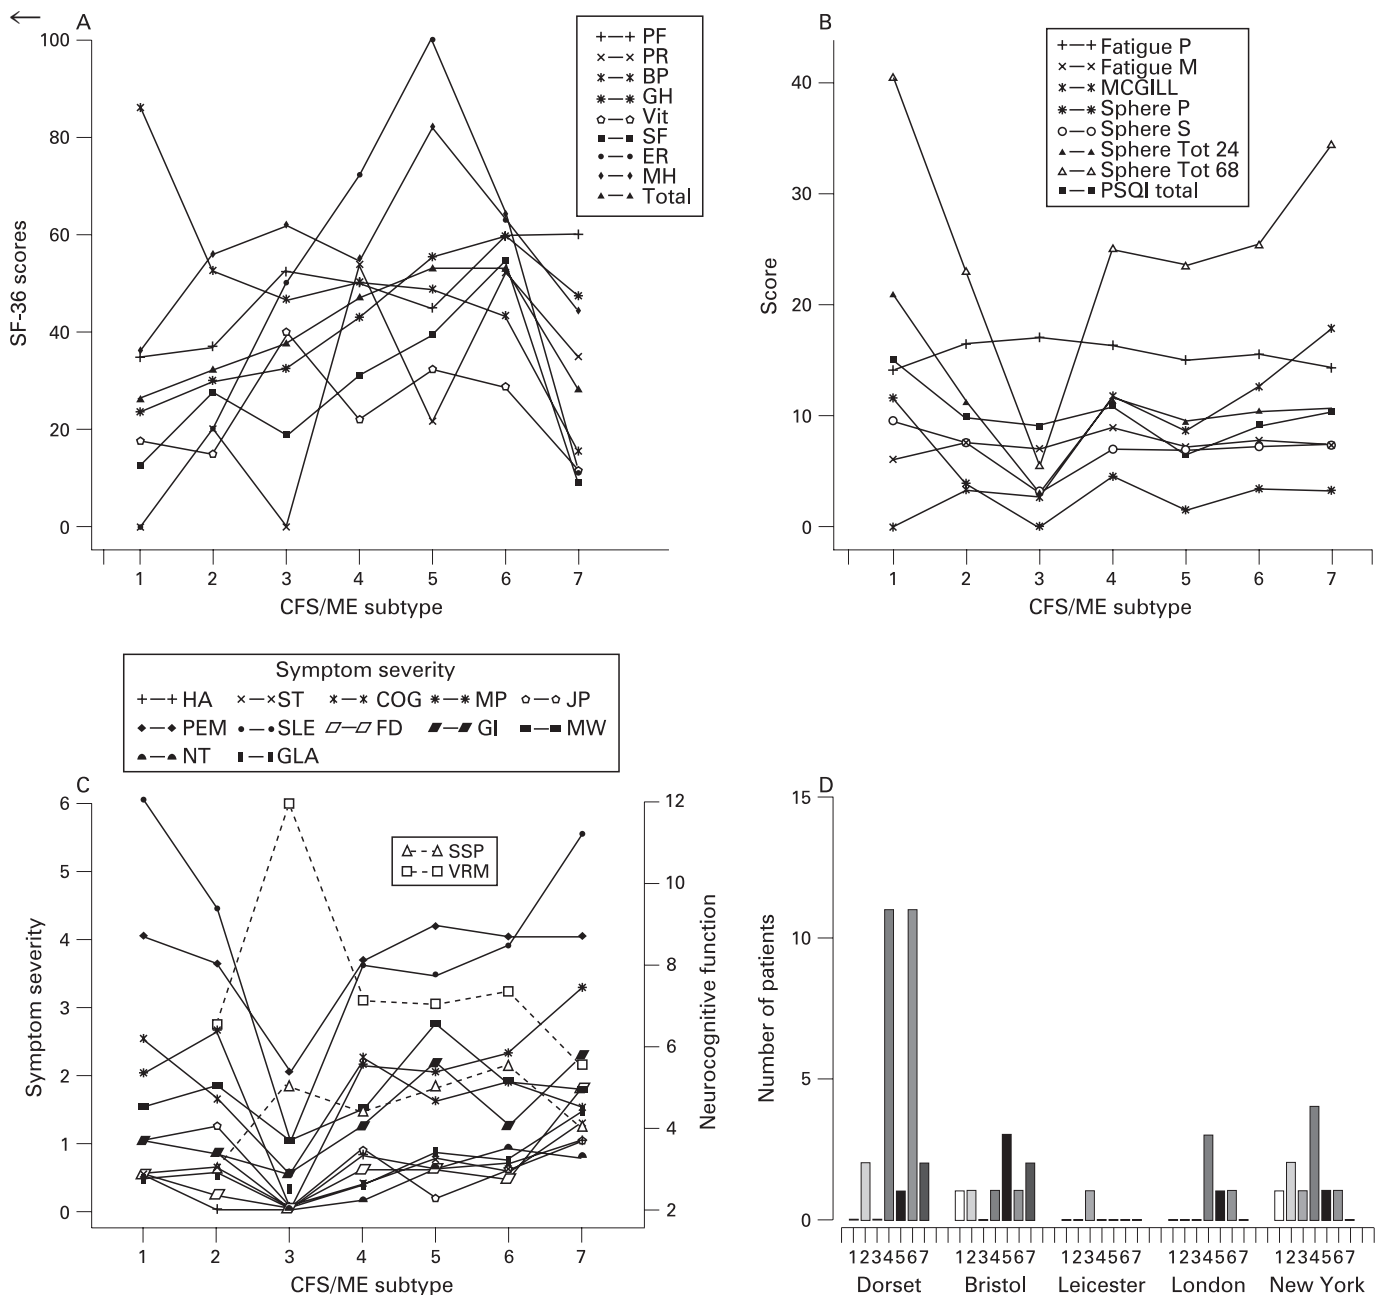 ←
A
100
80
60
40
20
0
SF-36 scores
PF
PR
BP
GH
Vit
SF
ER
MH
Total
1 2 3 4 5 6 7
CFS/ME subtype
B
40
30
20
10
0
Score
Fatigue P
Fatigue M
MCGILL
Sphere P
Sphere S
Sphere Tot 24
Sphere Tot 68
PSQI total
1 2 3 4 5 6 7
CFS/ME subtype
Symptom severity
HA ST COG MP JP
PEM SLE FD GI MW
NT GLA
C
6
5
4
3
2
1
0
Symptom severity
SSP
VRM
12
10
8
6
4
2
Neurocognitive function
1 2 3 4 5 6 7
CFS/ME subtype
D
15
10
5
0
Number of patients
1234567 1234567 1234567 1234567 1234567
Dorset Bristol Leicester London New York